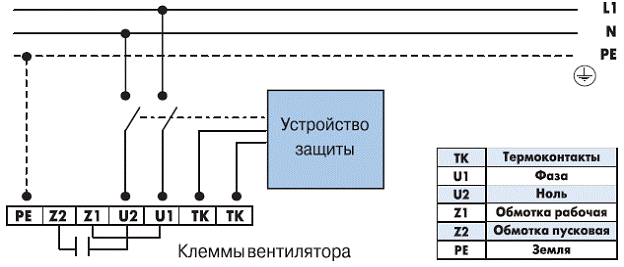 L1
N
PE
Устройство
защиты
PE Z2 Z1 U2 U1 TK TK
Клеммы вентилятора
TK Термоконтакты
U1 Фаза
U2 Ноль
Z1 Обмотка рабочая
Z2 Обмотка пусковая
PE Земля